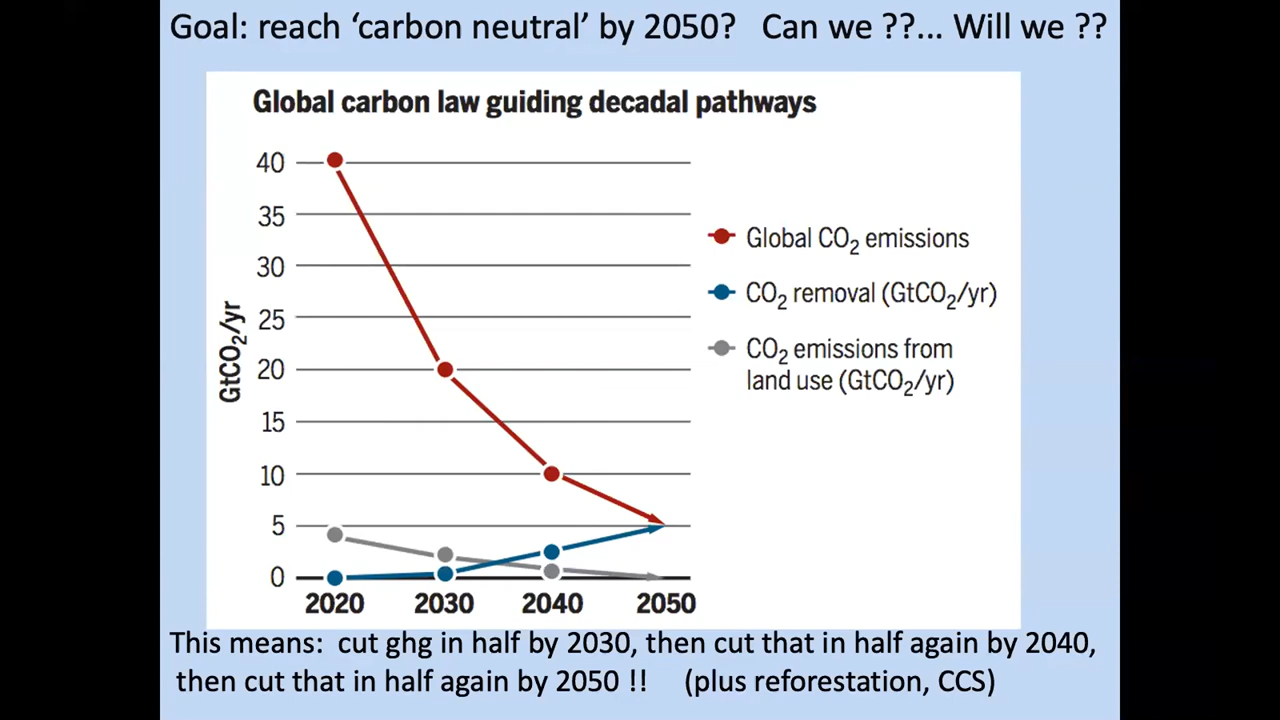 Goal: reach ‘carbon neutral’ by 2050?   Can we ??... Will we ??
Global carbon law guiding decadal pathways
40
35
30
25
20
15
10
5
0
GtCO₂/yr
2020 2030 2040 2050
Global CO₂ emissions
CO₂ removal (GtCO₂/yr)
CO₂ emissions from
land use (GtCO₂/yr)
This means:  cut ghg in half by 2030, then cut that in half again by 2040,
then cut that in half again by 2050 !!    (plus reforestation, CCS)